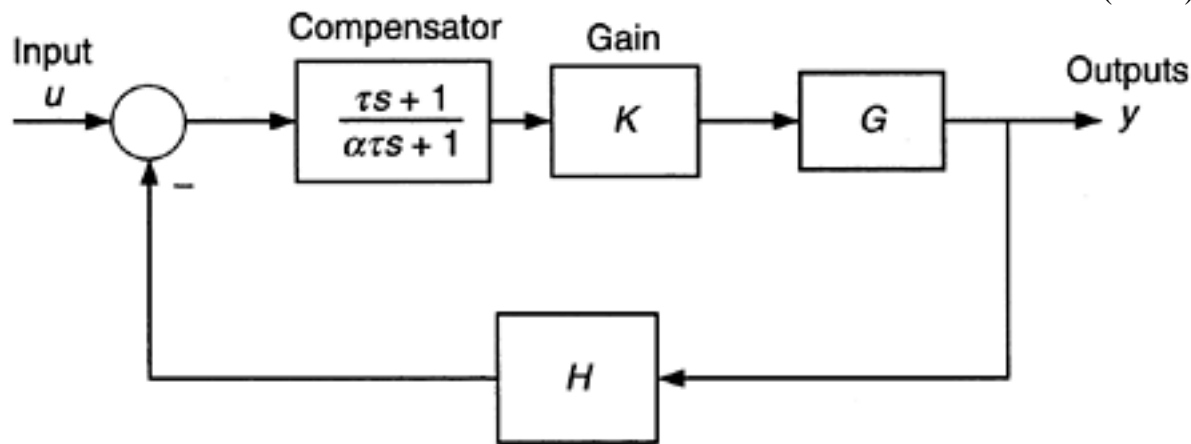 Compensator
Gain
Input
u
τs + 1
ατs + 1
K
G
Outputs
y
−
H